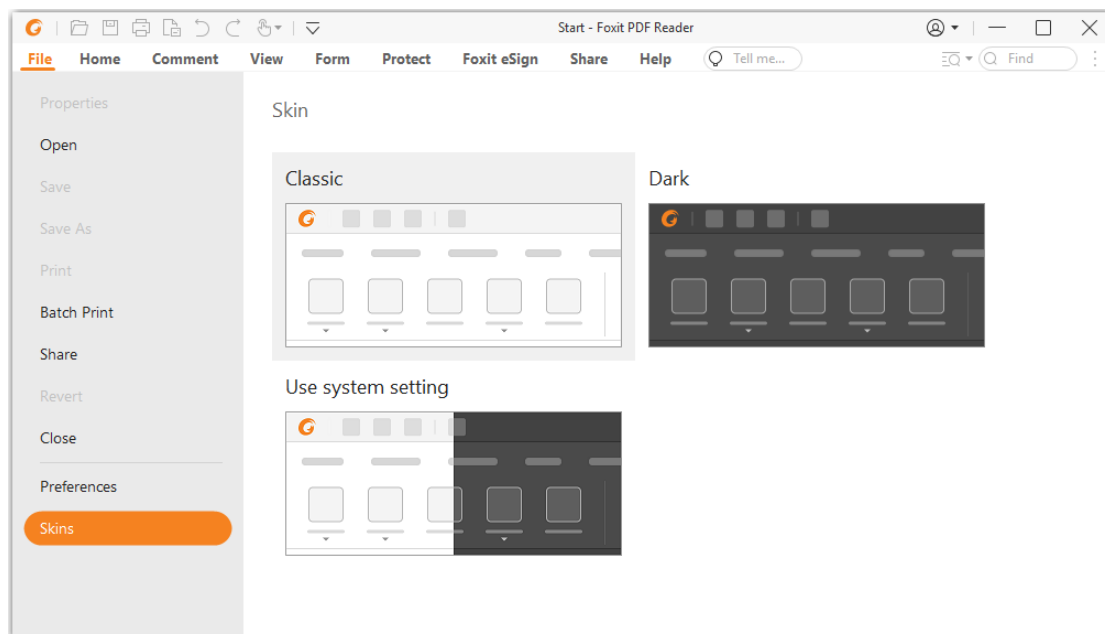 Start - Foxit PDF Reader
File Home Comment View Form Protect Foxit eSign Share Help Tell me... Find
Properties
Open
Save
Save As
Print
Batch Print
Share
Revert
Close
Preferences
Skins
Skin
Classic
Dark
Use system setting